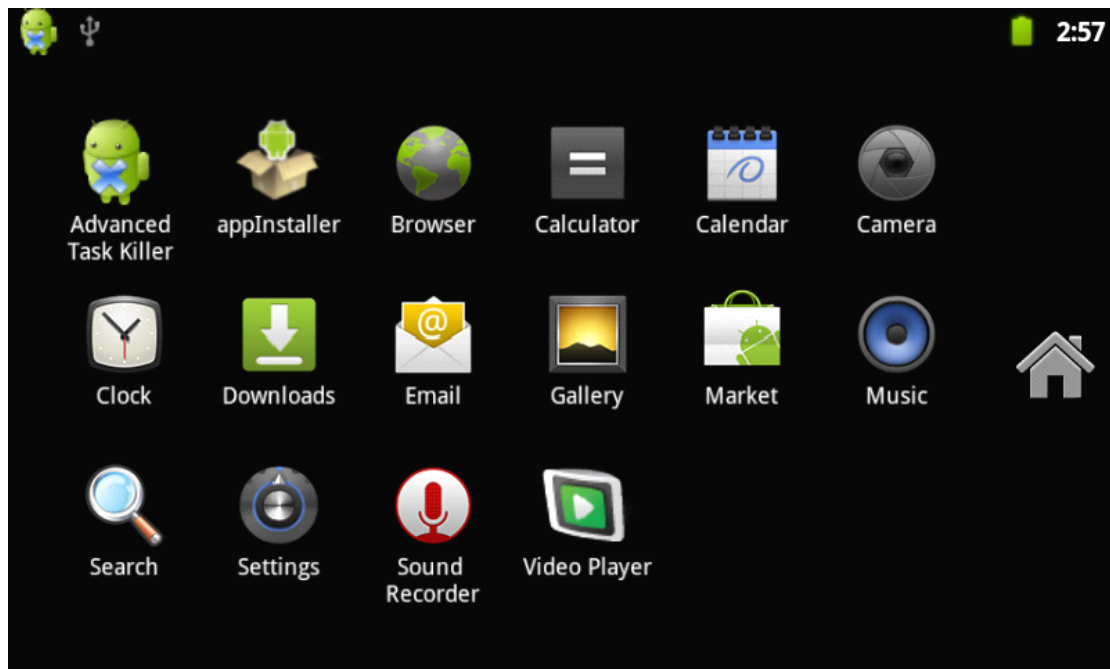 2:57
Advanced
Task Killer
appInstaller
Browser
Calculator
Calendar
Camera
Clock
Downloads
Email
Gallery
Market
Music
Search
Settings
Sound
Recorder
Video Player